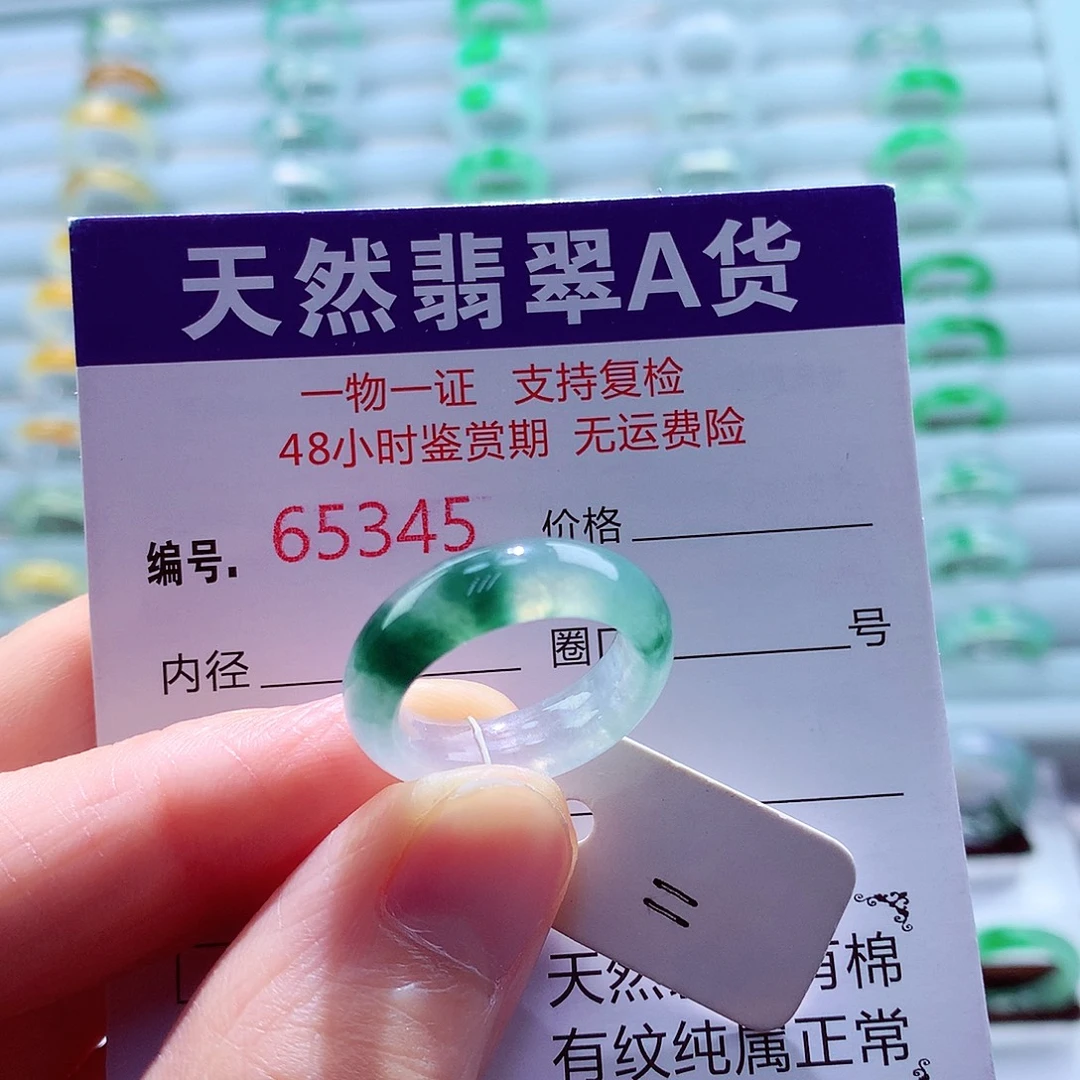 天然翡翠A货
一物一证 支持复检
48小时鉴赏期 无运费险
编号. 65345 价格
内径 圈 号
天然 有棉
有纹纯属正常